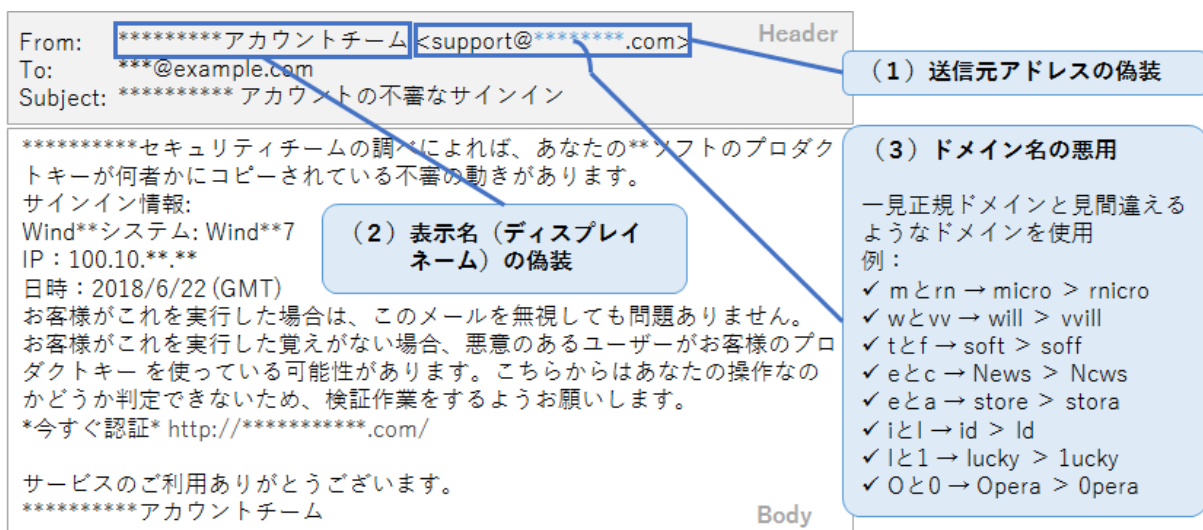 From: *********アカウントチーム <support@********.com>
Header
To: ***@example.com
Subject: ********** アカウントの不審なサインイン
(1)送信元アドレスの偽装
**********セキュリティチームの調べによれば、あなたの**ソフトのプロダク
トキーが何者かにコピーされている不審の動きがあります。
サインイン情報:
Wind**システム: Wind**7
IP:100.10.**.**
日時:2018/6/22 (GMT)
お客様がこれを実行した場合は、このメールを無視しても問題ありません。
お客様がこれを実行した覚えがない場合、悪意のあるユーザーがお客様のプロ
ダクトキー を使っている可能性があります。こちらからはあなたの操作なの
かどうか判定できないため、検証作業をするようお願いします。
*今すぐ認証* http://***********.com/
サービスのご利用ありがとうございます。
**********アカウントチーム
Body
(2)表示名(ディスプレイ
ネーム)の偽装
(3)ドメイン名の悪用
一見正規ドメインと見間違える
ようなドメインを使用
例:
✓ mとrn → micro > rnicro
✓ wとvv → will > vvill
✓ tとf → soft > soff
✓ eとc → News > Ncws
✓ eとa → store > stora
✓ iとl → id > ld
✓ lと1 → lucky > 1ucky
✓ Oと0 → Opera > 0pera